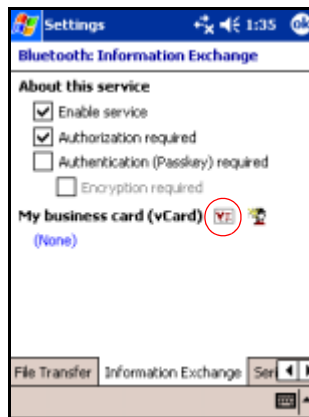 Settings 1:35 ok
Bluetooth: Information Exchange
About this service
Enable service
Authorization required
Authentication (Passkey) required
Encryption required
My business card (vCard)
(None)
File Transfer Information Exchange Seri